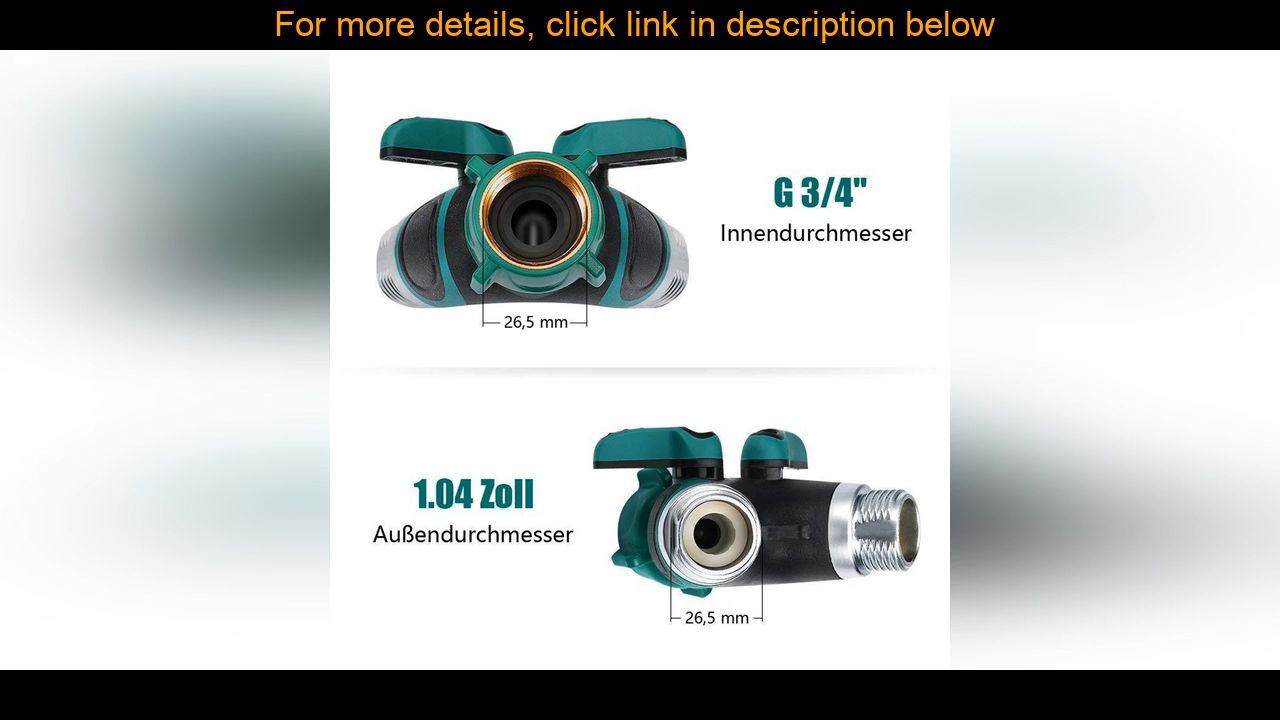 For more details, click link in description below
G 3/4"
Innendurchmesser
26,5 mm
1.04 Zoll
Außendurchmesser
26,5 mm